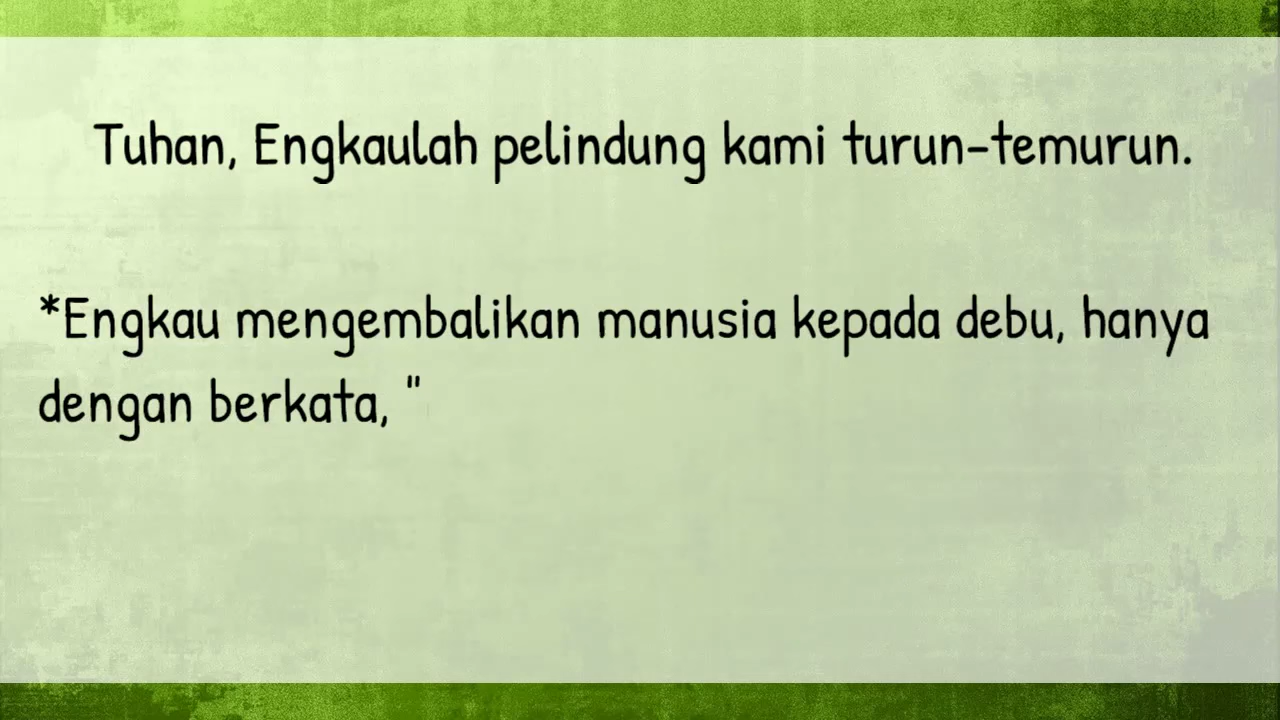 Tuhan, Engkaulah pelindung kami turun-temurun.
*Engkau mengembalikan manusia kepada debu, hanya
dengan berkata, "